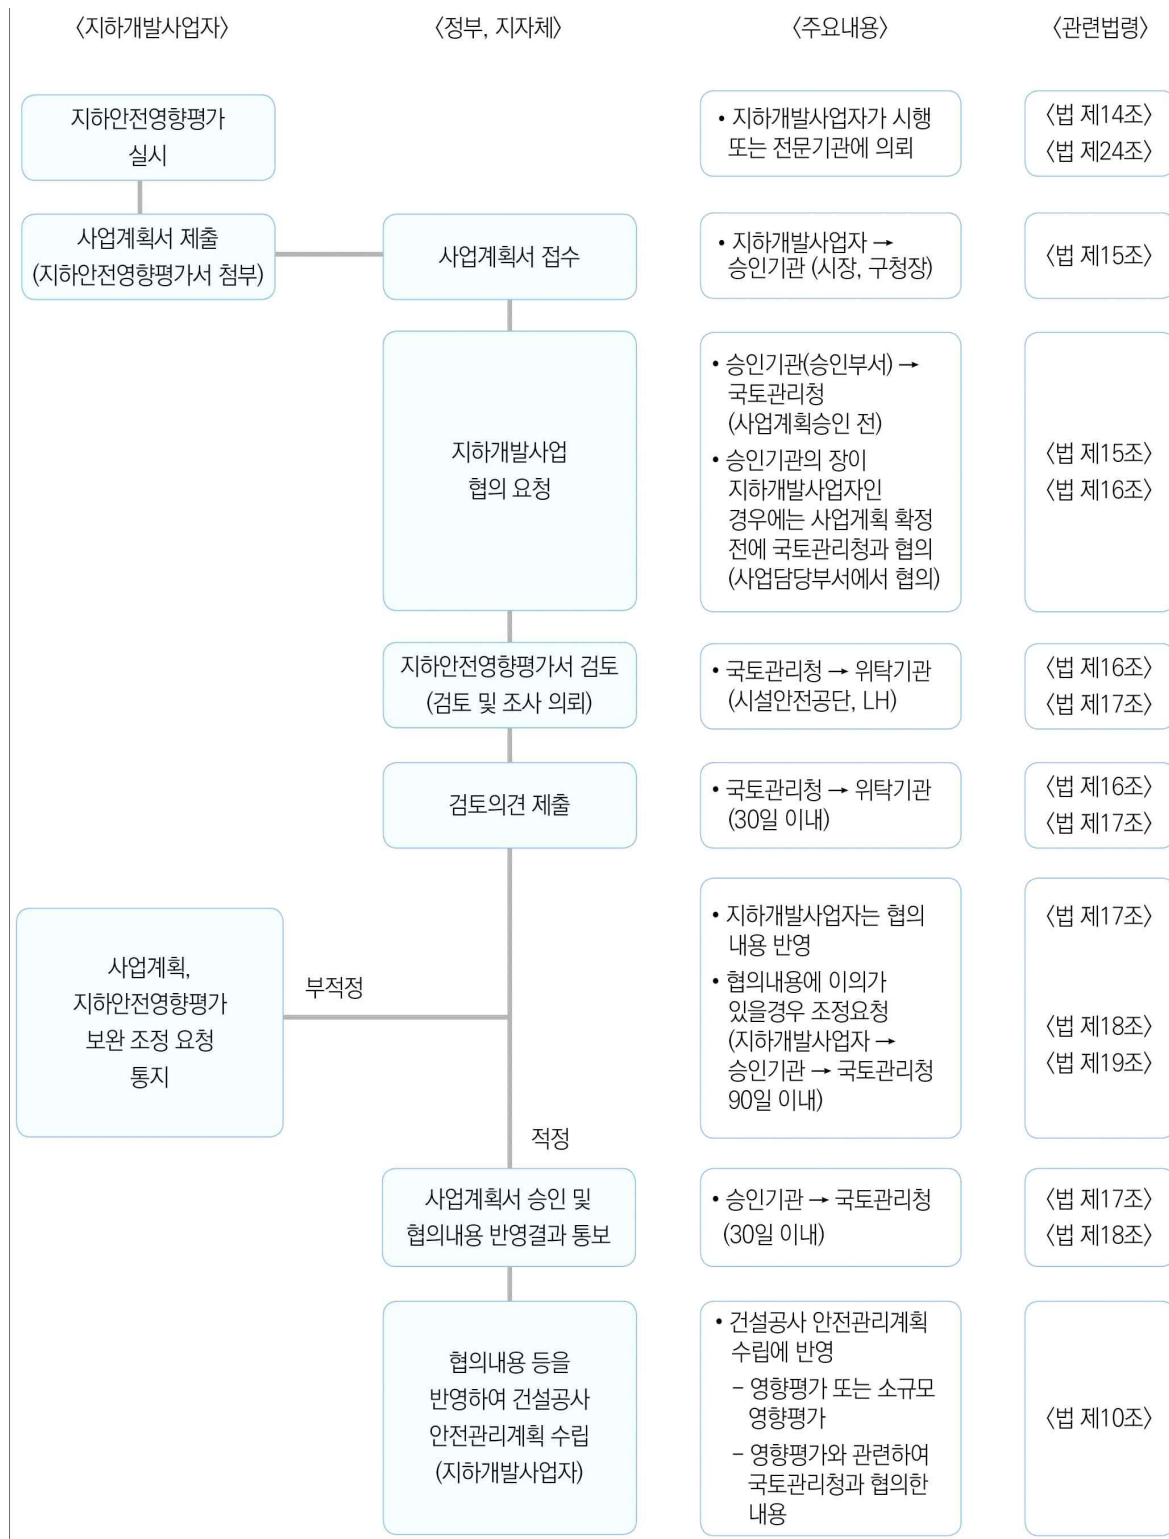 〈지하개발사업자〉
〈정부, 지자체〉
〈주요내용〉
〈관련법령〉
지하안전영향평가
실시
• 지하개발사업자가 시행
또는 전문기관에 의뢰
〈법 제14조〉
〈법 제24조〉
사업계획서 제출
(지하안전영향평가서 첨부)
사업계획서 접수
• 지하개발사업자 →
승인기관 (시장, 구청장)
〈법 제15조〉
지하개발사업
협의 요청
• 승인기관(승인부서) →
국토관리청
(사업계획승인 전)
• 승인기관의 장이
지하개발사업자인
경우에는 사업게획 확정
전에 국토관리청과 협의
(사업담당부서에서 협의)
〈법 제15조〉
〈법 제16조〉
지하안전영향평가서 검토
(검토 및 조사 의뢰)
• 국토관리청 → 위탁기관
(시설안전공단, LH)
〈법 제16조〉
〈법 제17조〉
검토의견 제출
• 국토관리청 → 위탁기관
(30일 이내)
〈법 제16조〉
〈법 제17조〉
사업계획,
지하안전영향평가
보완 조정 요청
통지
부적정
적정
• 지하개발사업자는 협의
내용 반영
• 협의내용에 이의가
있을경우 조정요청
(지하개발사업자 →
승인기관 → 국토관리청
90일 이내)
〈법 제17조〉
〈법 제18조〉
〈법 제19조〉
사업계획서 승인 및
협의내용 반영결과 통보
• 승인기관 → 국토관리청
(30일 이내)
〈법 제17조〉
〈법 제18조〉
협의내용 등을
반영하여 건설공사
안전관리계획 수립
(지하개발사업자)
• 건설공사 안전관리계획
수립에 반영
– 영향평가 또는 소규모
영향평가
– 영향평가와 관련하여
국토관리청과 협의한
내용
〈법 제10조〉